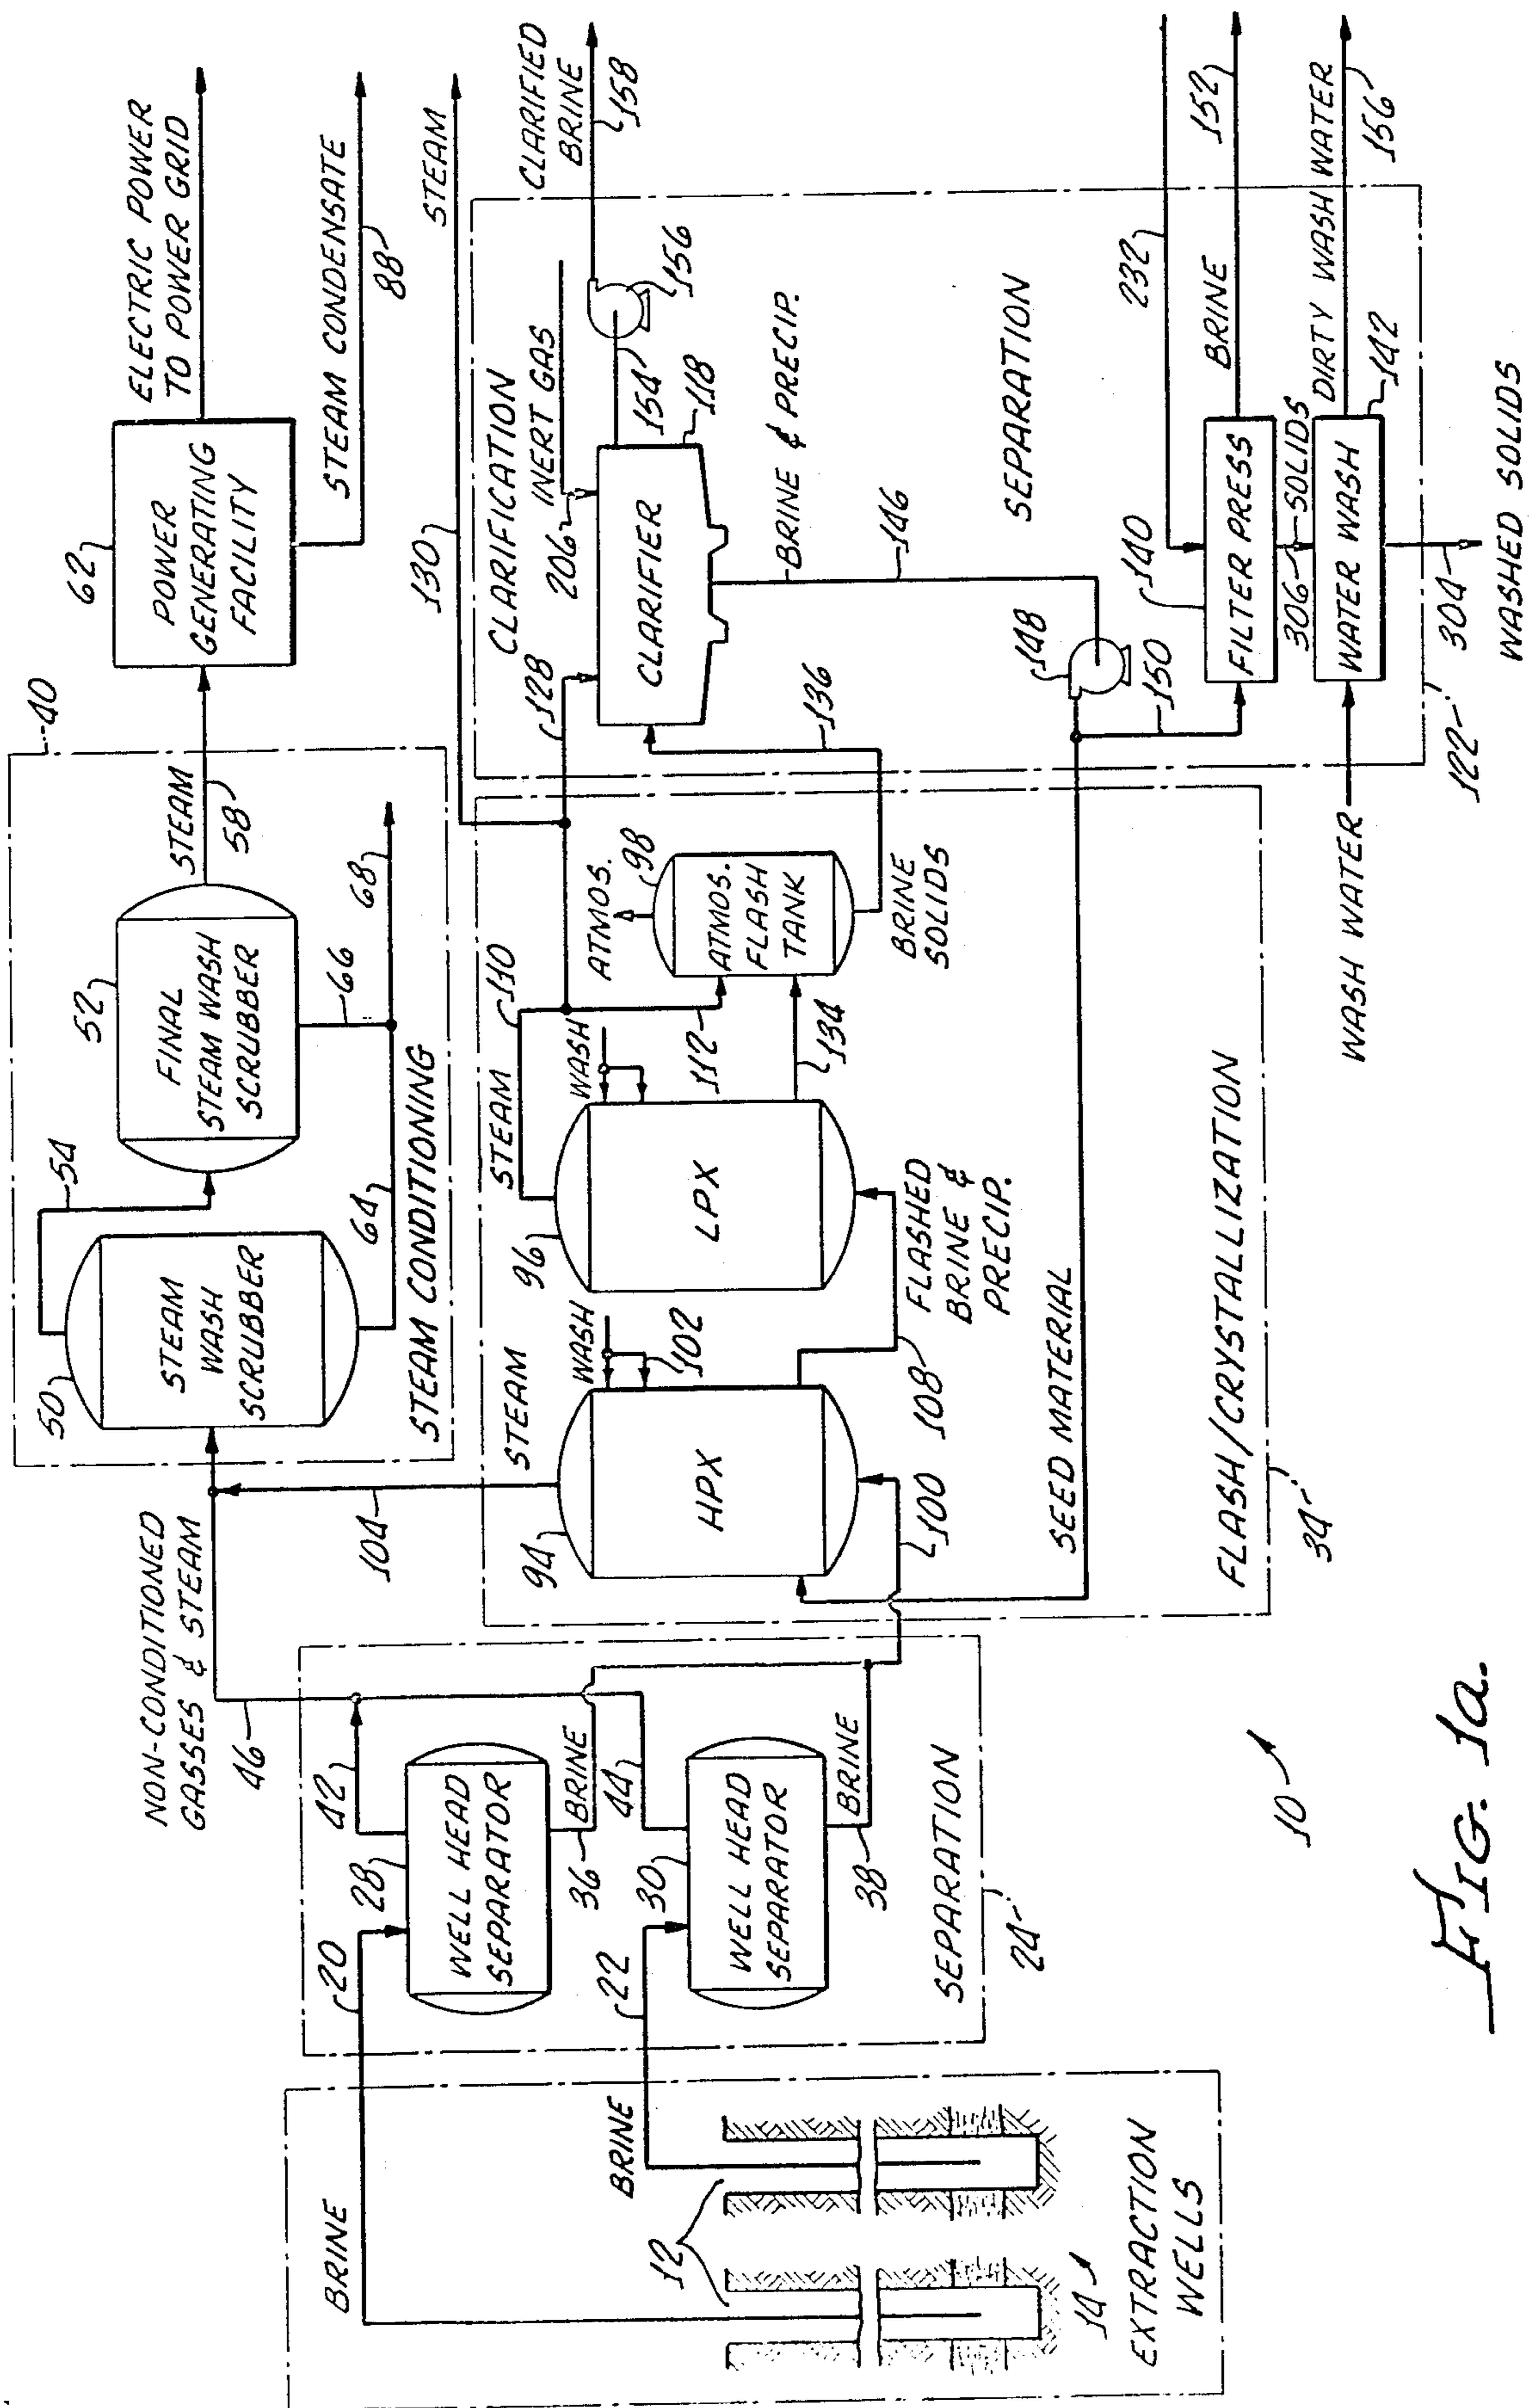 ELECTRIC POWER
TO POWER GRID
62
POWER
GENERATING
FACILITY
STEAM CONDENSATE
88
40
STEAM
58
52
FINAL
STEAM WASH
SCRUBBER
54
66
68
50
STEAM
WASH
SCRUBBER
64
STEAM CONDITIONING
NON-CONDITIONED
GASSES & STEAM
46
104
STEAM
130
CLARIFICATION
INERT GAS
206
128
CLARIFIER
118
154
156
CLARIFIED
BRINE
158
BRINE & PRECIP.
146
136
148
150
SEPARATION
232
140
FILTER PRESS
BRINE
152
306
SOLIDS
WATER WASH
142
DIRTY WASH WATER
156
304
WASHED SOLIDS
WASH WATER
122
ATMOS.
98
ATMOS.
FLASH
TANK
BRINE
SOLIDS
STEAM
110
WASH
112
134
96
LPX
STEAM
WASH
102
94
HPX
108
FLASHED
BRINE &
PRECIP.
100
SEED MATERIAL
FLASH/CRYSTALLIZATION
34
42
28
WELL HEAD
SEPARATOR
BRINE
36
44
30
WELL HEAD
SEPARATOR
BRINE
38
20
22
SEPARATION
24
BRINE
BRINE
12
14
EXTRACTION
WELLS
10
FIG. 1a.